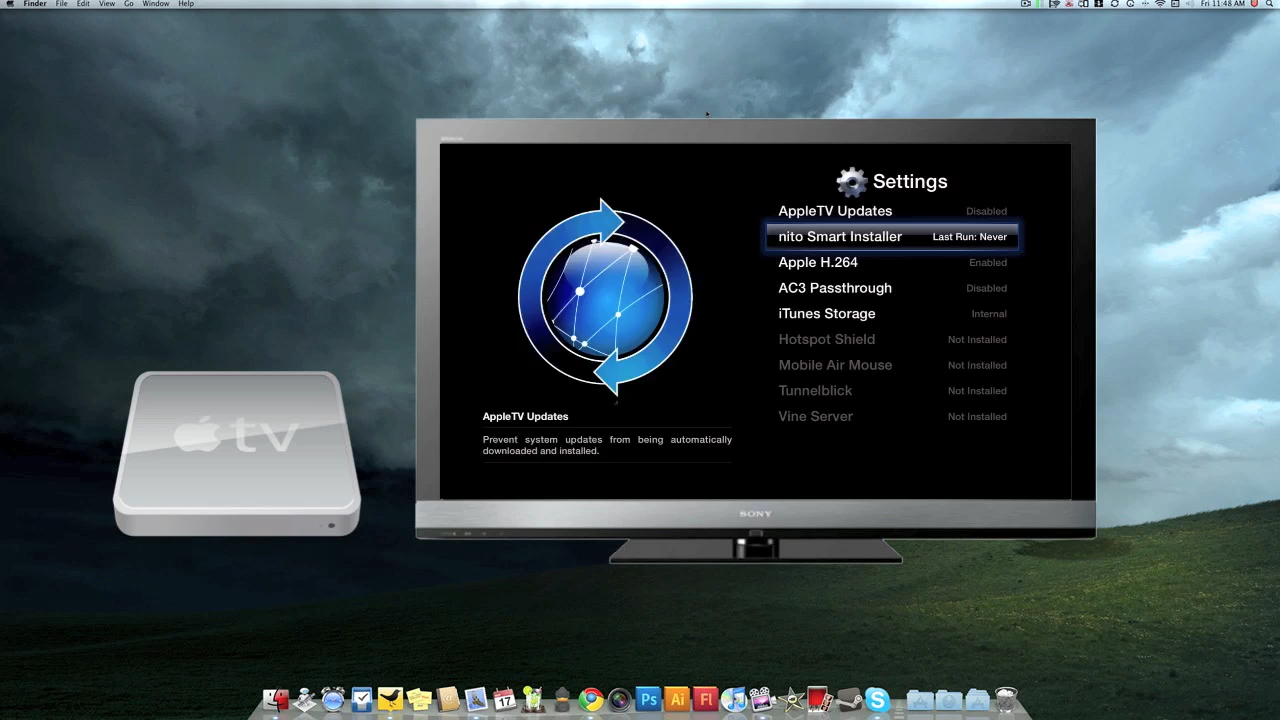 Finder File Edit View Go Window Help
Fri 11:48 AM
Settings
AppleTV Updates Disabled
nito Smart Installer Last Run: Never
Apple H.264 Enabled
AC3 Passthrough Disabled
iTunes Storage Internal
Hotspot Shield Not Installed
Mobile Air Mouse Not Installed
Tunnelblick Not Installed
Vine Server Not Installed
AppleTV Updates
Prevent system updates from being automatically
downloaded and installed.
tv
SONY
17
Ps
Ai
Fl
S